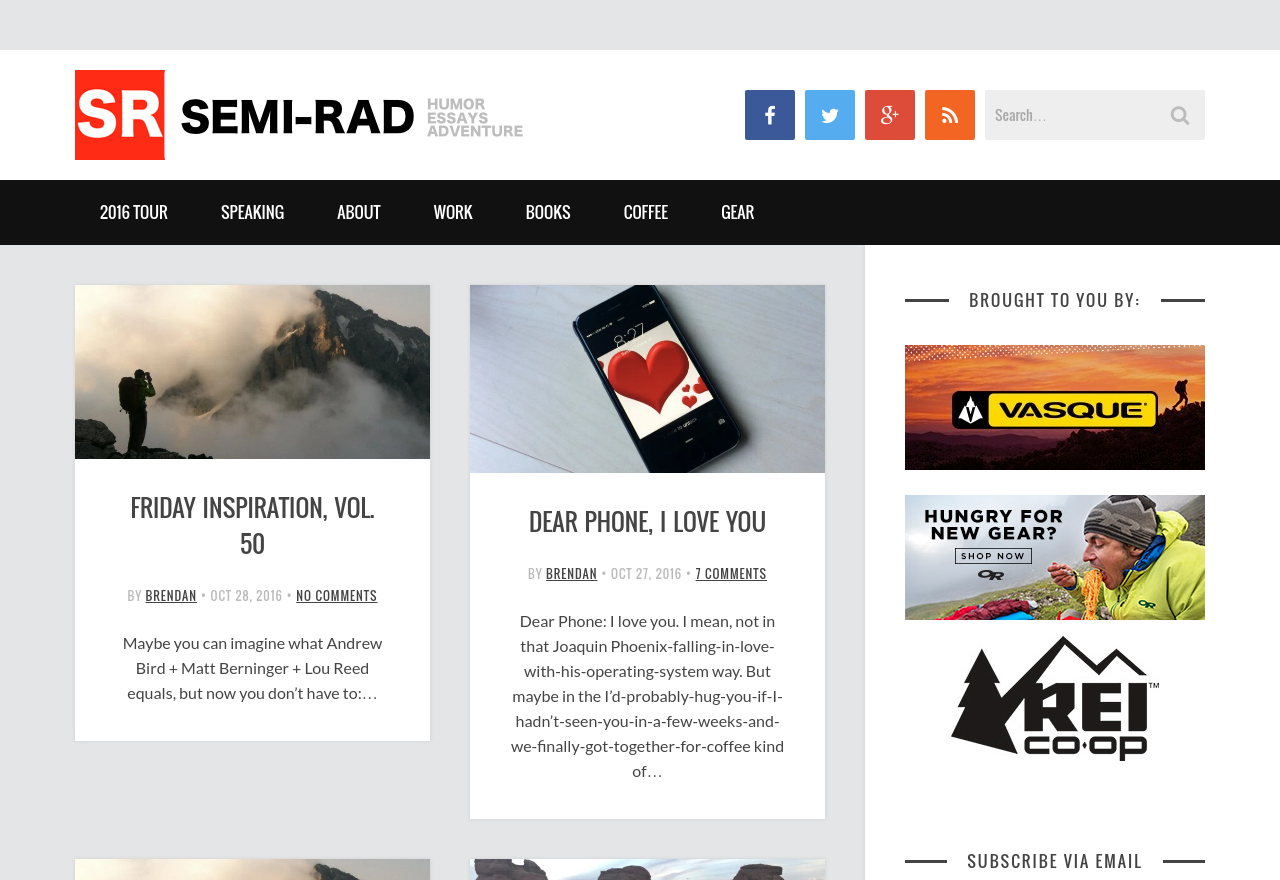 SR SEMI-RAD HUMOR
ESSAYS
ADVENTURE
Search…
2016 TOUR SPEAKING ABOUT WORK BOOKS COFFEE GEAR
FRIDAY INSPIRATION, VOL.
50
BY BRENDAN • OCT 28, 2016 • NO COMMENTS
Maybe you can imagine what Andrew
Bird + Matt Berninger + Lou Reed
equals, but now you don’t have to:…
8:27
DEAR PHONE, I LOVE YOU
BY BRENDAN • OCT 27, 2016 • 7 COMMENTS
Dear Phone: I love you. I mean, not in
that Joaquin Phoenix-falling-in-love-
with-his-operating-system way. But
maybe in the I’d-probably-hug-you-if-I-
hadn’t-seen-you-in-a-few-weeks-and-
we-finally-got-together-for-coffee kind
of…
BROUGHT TO YOU BY:
VASQUE
HUNGRY FOR
NEW GEAR?
SHOP NOW
OR
REI
CO·OP™
SUBSCRIBE VIA EMAIL